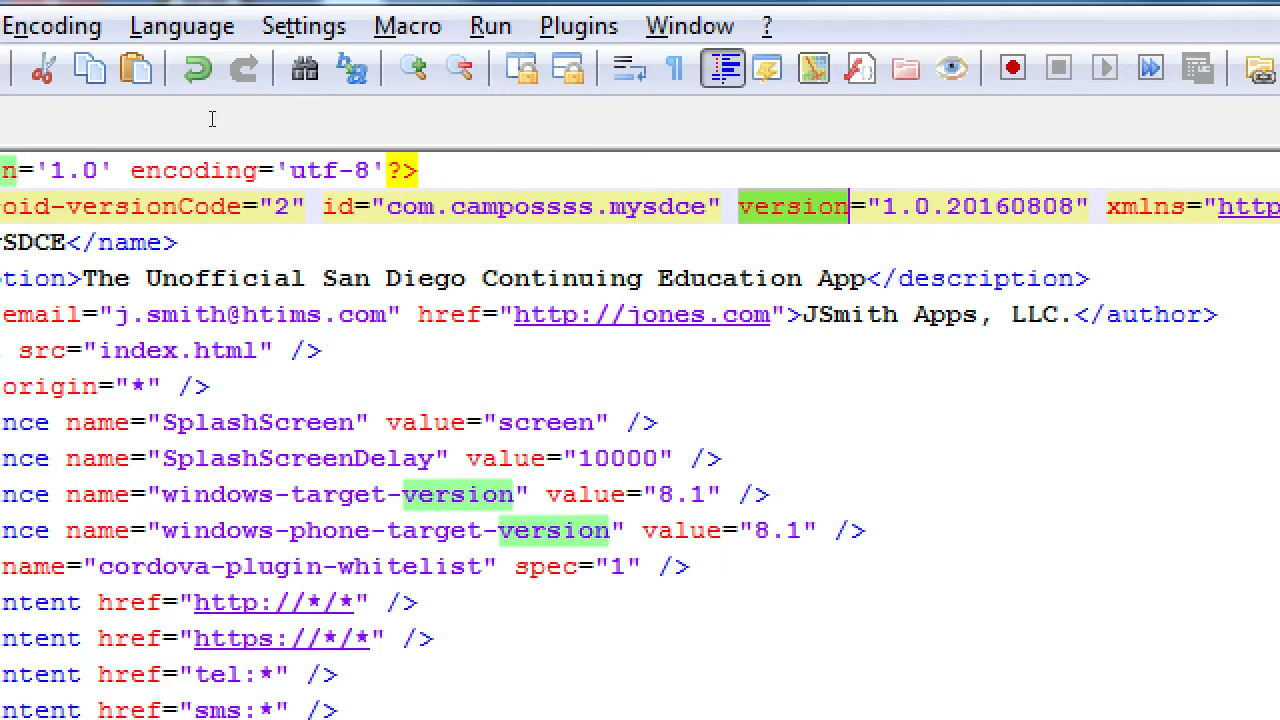 Encoding Language Settings Macro Run Plugins Window ?
n='1.0' encoding='utf-8'?>
oid-versionCode="2" id="com.campossss.mysdce" version="1.0.20160808" xmlns="http
SDCE</name>
tion>The Unofficial San Diego Continuing Education App</description>
email="j.smith@htims.com" href="http://jones.com">JSmith Apps, LLC.</author>
src="index.html" />
origin="*" />
nce name="SplashScreen" value="screen" />
nce name="SplashScreenDelay" value="10000" />
nce name="windows-target-version" value="8.1" />
nce name="windows-phone-target-version" value="8.1" />
name="cordova-plugin-whitelist" spec="1" />
ntent href="http://*/*" />
ntent href="https://*/*" />
ntent href="tel:*" />
ntent href="sms:*" />